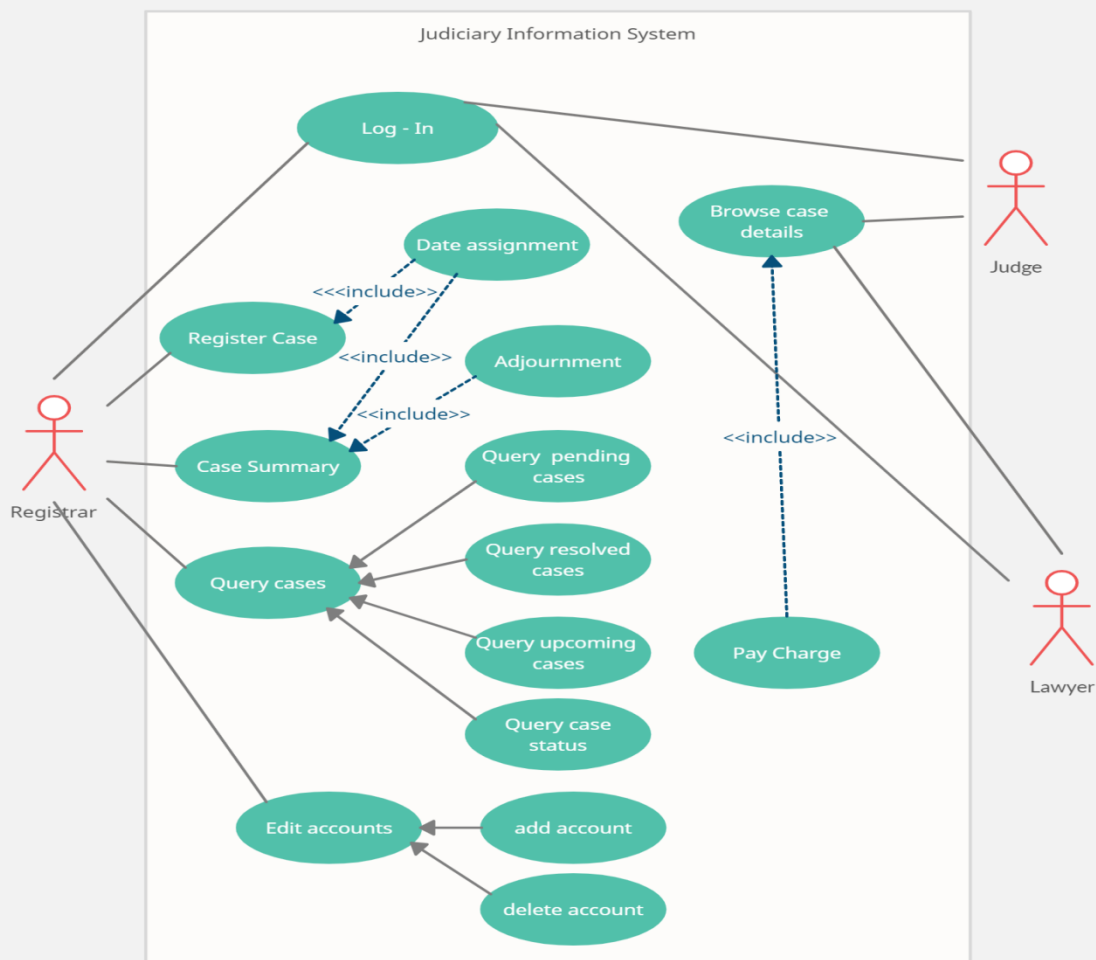 Judiciary Information System
Log - In
Browse case
details
Date assignment
Judge
<<<include>>
Register Case
<<include>>
Adjournment
<<include>>
<<include>>
Case Summary
Query  pending
cases
Registrar
Query resolved
cases
Query cases
Query upcoming
cases
Pay Charge
Lawyer
Query case
status
Edit accounts
add account
delete account